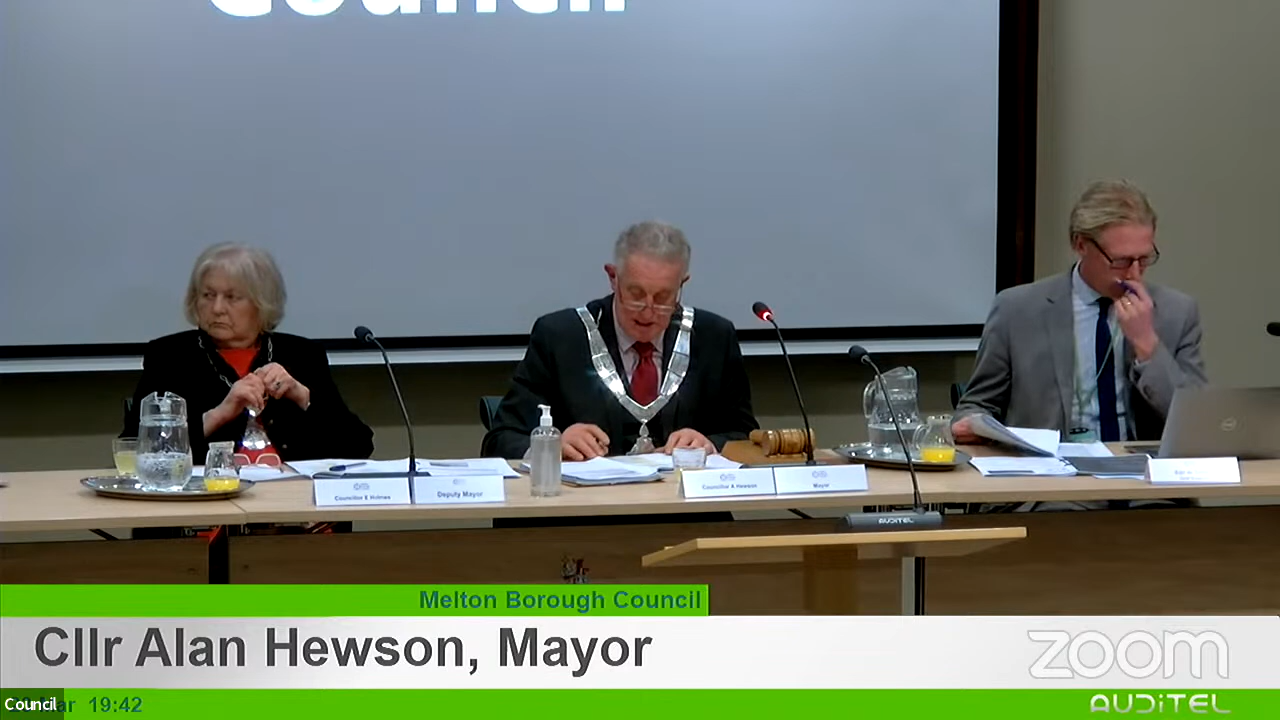 Council
Councillor E Holmes
Deputy Mayor
Councillor A Hewson
Mayor
AUDITEL
Melton Borough Council
Cllr Alan Hewson, Mayor
zoom
Council
Mar 19:42
AUDITEL